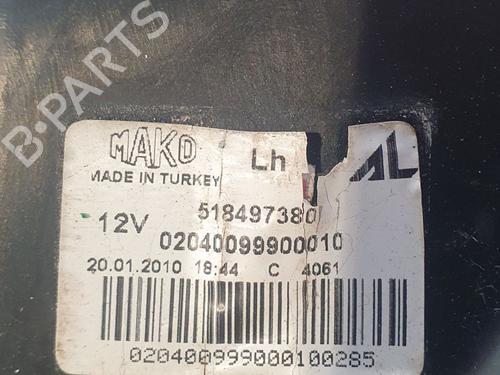 B-PARTS
MAKO Lh AL
MADE IN TURKEY
12V 518497380
02040099900010
20.01.2010 18:44 C 4061
020400999000100285